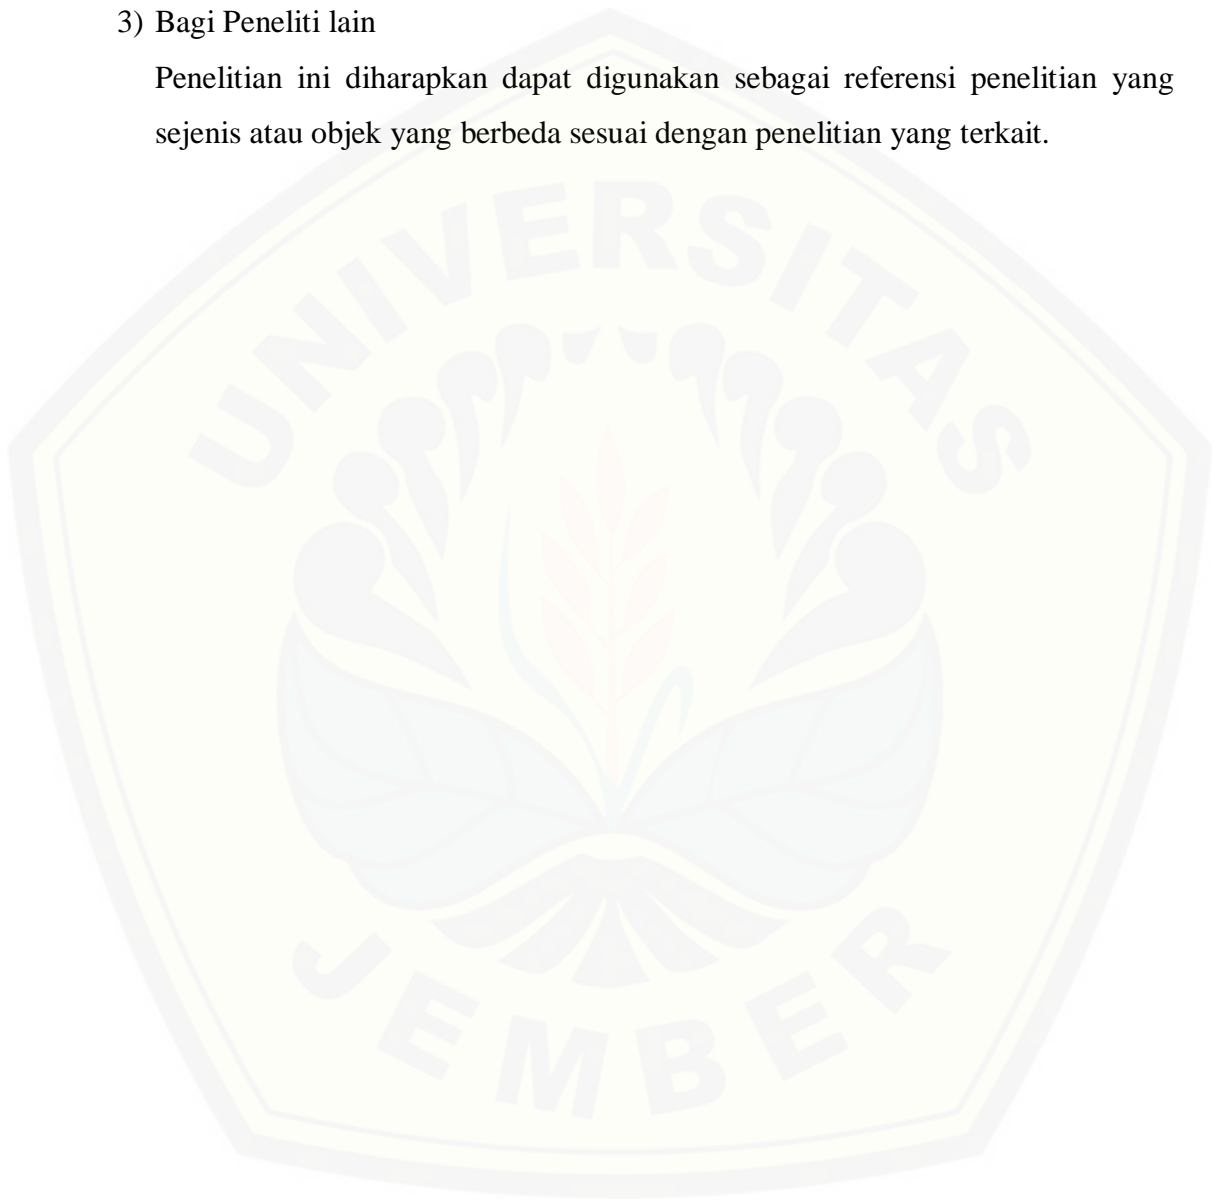 3) Bagi Peneliti lain
Penelitian ini diharapkan dapat digunakan sebagai referensi penelitian yang
sejenis atau objek yang berbeda sesuai dengan penelitian yang terkait.
UNIVERSITAS
JEMBER